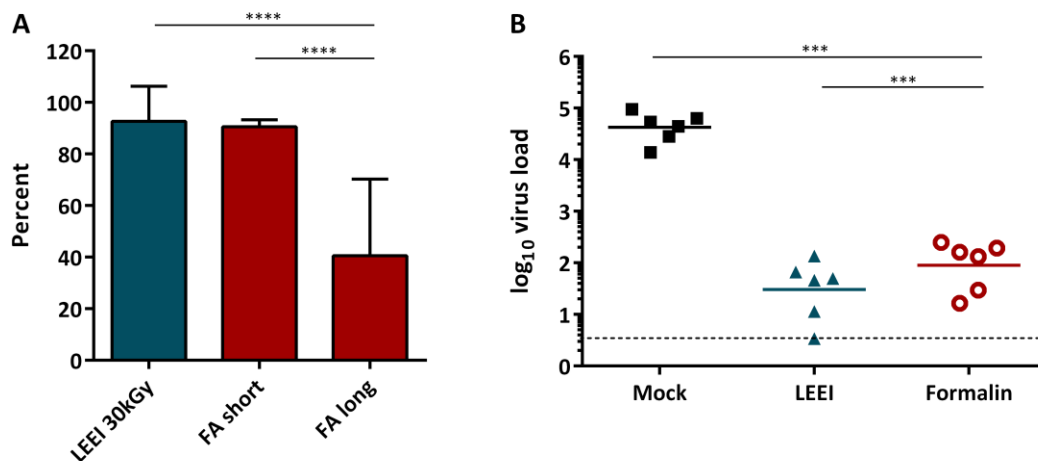 A
****
****
120
100
80
60
40
20
0
Percent
LEEI 30kGy
FA short
FA long
B
***
***
6
5
4
3
2
1
0
log10 virus load
Mock LEEI Formalin